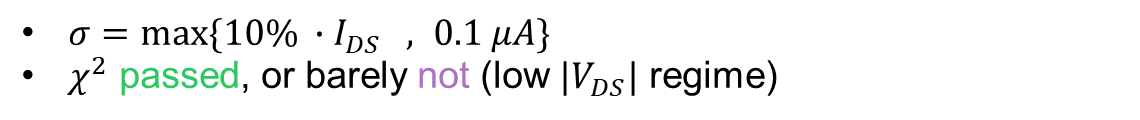 • σ = max{10% · I_DS , 0.1 μA}
• χ² passed, or barely not (low |V_DS| regime)